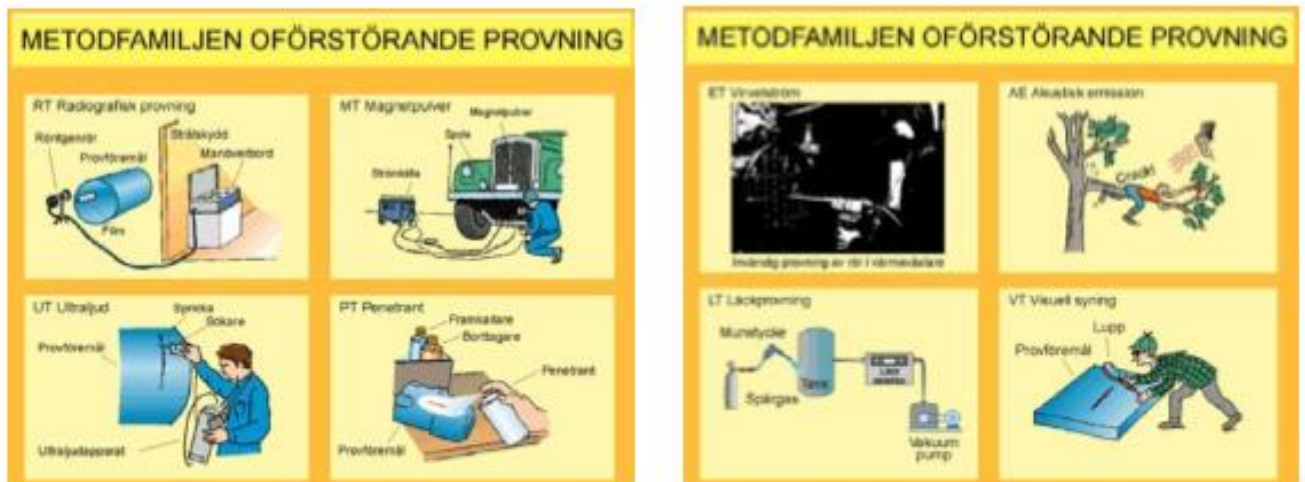 METODFAMILJEN OFÖRSTÖRANDE PROVNING
RT Radiografisk provning
Röntgenrör
Provföremål
Film
Strålskydd
Manöverbord
MT Magnetpulver
Magnetpulver
Spole
Strömkälla
UT Ultraljud
Spricka
Sökare
Provföremål
Ultraljudapparat
PT Penetrant
Framkallare
Borttagare
Penetrant
Provföremål
METODFAMILJEN OFÖRSTÖRANDE PROVNING
ET Virvelström
Invändig provning av rör i värmeväxlare
AE Akustisk emission
Crack!
LT Läckprovning
Munstycke
Spårgas
Tank
Vakuum
pump
VT Visuell syning
Lupp
Provföremål